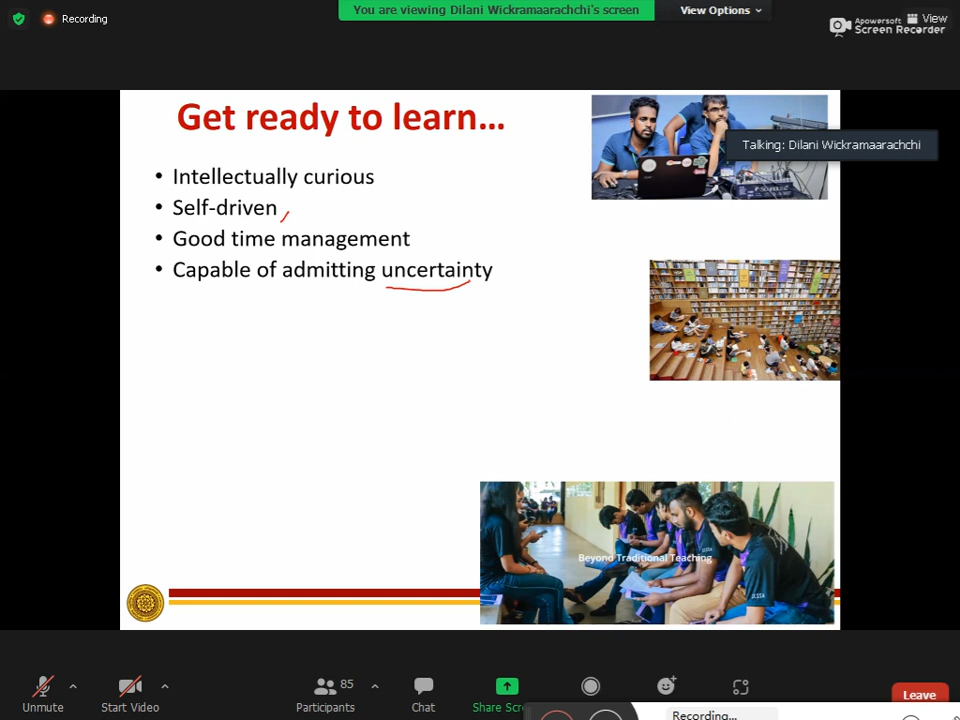 Recording
You are viewing Dilani Wickramaarachchi's screen
View Options
Apowersoft
Screen Recorder
View
Get ready to learn...
Talking: Dilani Wickramaarachchi
• Intellectually curious
• Self-driven
• Good time management
• Capable of admitting uncertainty
Beyond Traditional Teaching
Unmute
Start Video
85
Participants
Chat
Share Scr
Leave
Recording...